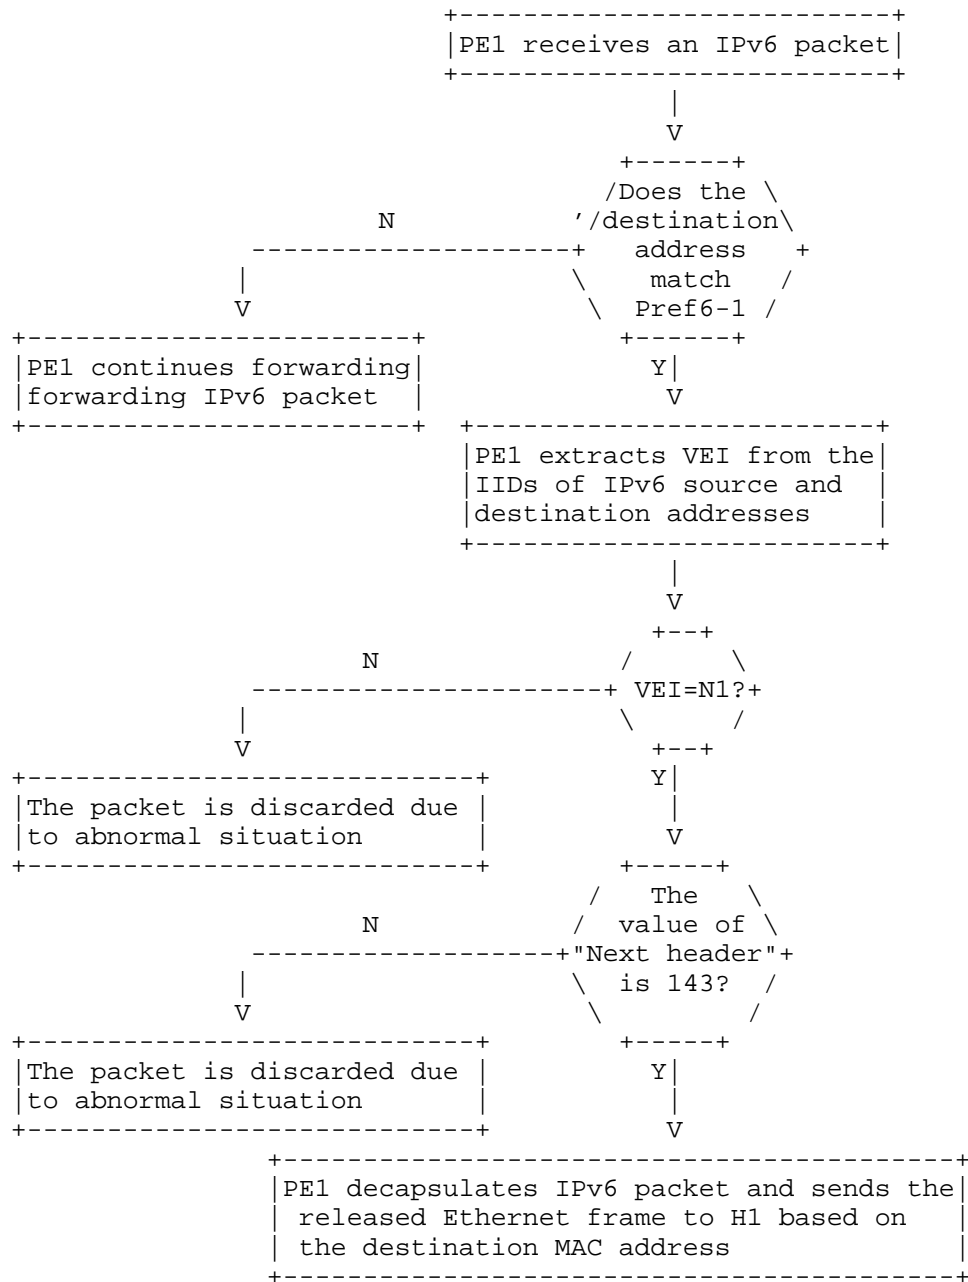 PE1 receives an IPv6 packet
V
Does the
N '/destination
address
match
V Pref6-1
PE1 continues forwarding Y
forwarding IPv6 packet V
PE1 extracts VEI from the
IIDs of IPv6 source and
destination addresses
V
N
VEI=N1?
V
Y
The packet is discarded due
to abnormal situation V
The
N value of
"Next header"
is 143?
V
The packet is discarded due Y
to abnormal situation
V
PE1 decapsulates IPv6 packet and sends the
released Ethernet frame to H1 based on
the destination MAC address